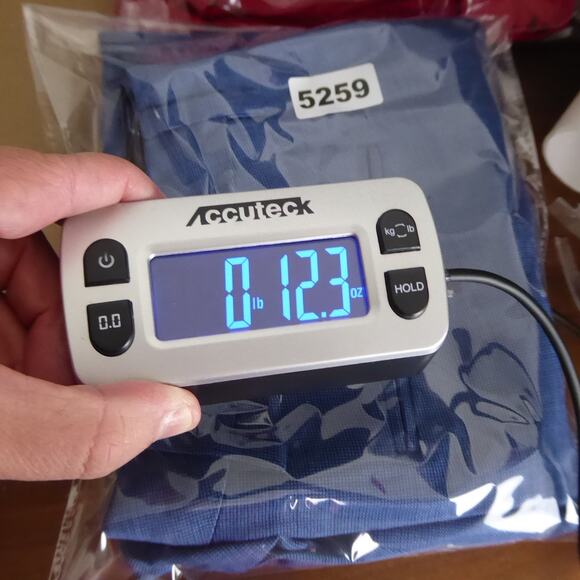 5259
Accuteck
kg lb
0 lb 12.3 oz
0.0
HOLD